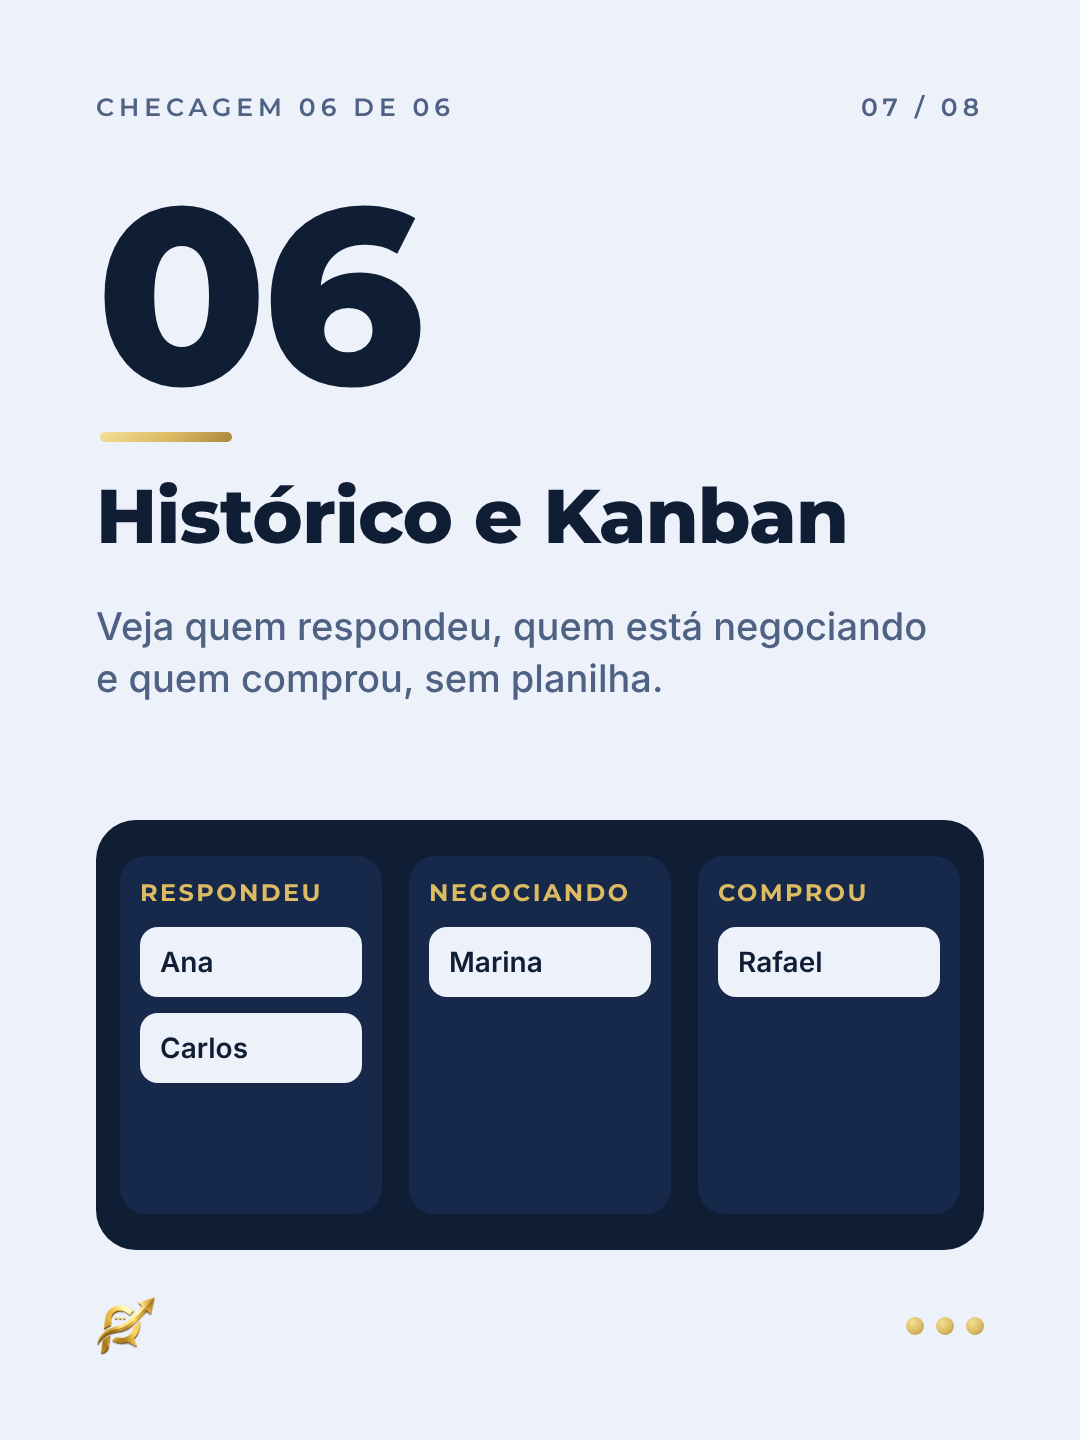 CHECAGEM 06 DE 06
07 / 08
06
Histórico e Kanban
Veja quem respondeu, quem está negociando
e quem comprou, sem planilha.
RESPONDEU
Ana
Carlos
NEGOCIANDO
Marina
COMPROU
Rafael